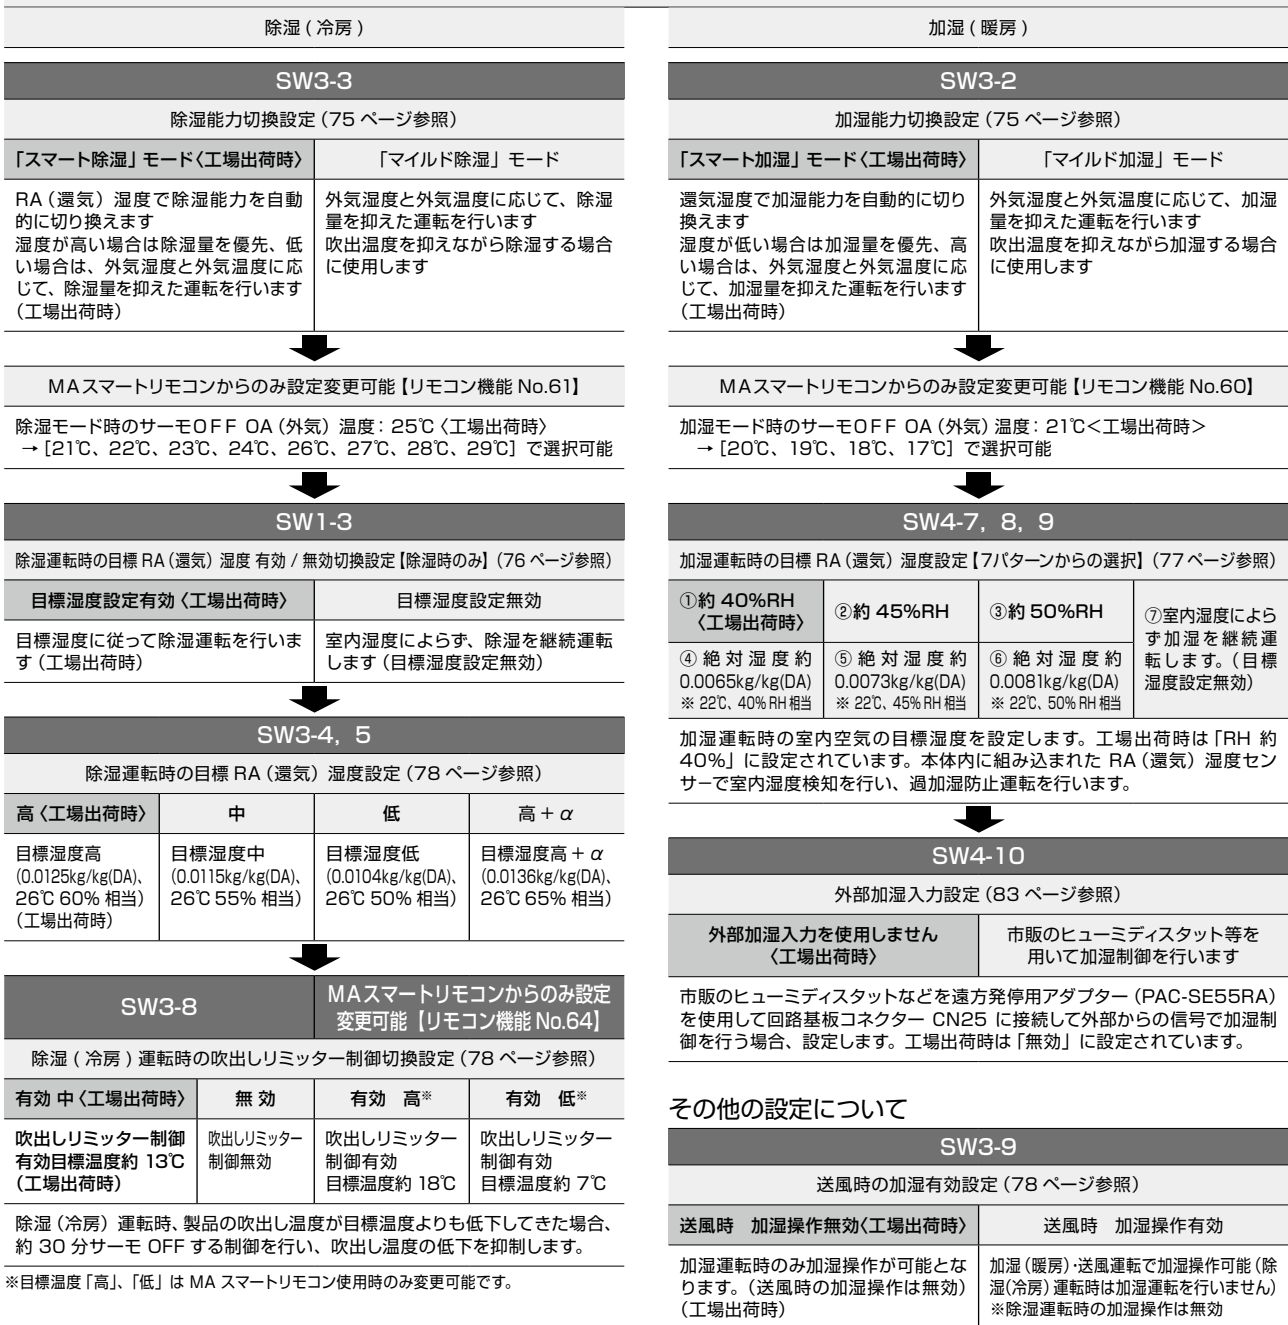 除湿 ( 冷房 )
SW3-3
除湿能力切換設定 (75 ページ参照)
「スマート除湿」モード〈工場出荷時〉
「マイルド除湿」モード
RA (還気) 湿度で除湿能力を自動
的に切り換えます
湿度が高い場合は除湿量を優先、低
い場合は、外気湿度と外気温度に応
じて、除湿量を抑えた運転を行います
(工場出荷時)
外気湿度と外気温度に応じて、除湿
量を抑えた運転を行います
吹出温度を抑えながら除湿する場合
に使用します
MAスマートリモコンからのみ設定変更可能【リモコン機能 No.61】
除湿モード時のサーモOFF OA (外気) 温度: 25℃〈工場出荷時〉
→ [21℃、22℃、23℃、24℃、26℃、27℃、28℃、29℃] で選択可能
SW1-3
除湿運転時の目標 RA (還気) 湿度 有効 / 無効切換設定【除湿時のみ】(76 ページ参照)
目標湿度設定有効〈工場出荷時〉
目標湿度設定無効
目標湿度に従って除湿運転を行いま
す (工場出荷時)
室内湿度によらず、除湿を継続運転
します (目標湿度設定無効)
SW3-4, 5
除湿運転時の目標 RA (還気) 湿度設定 (78 ページ参照)
高〈工場出荷時〉
中
低
高 + α
目標湿度高
(0.0125kg/kg(DA)、
26℃ 60% 相当)
(工場出荷時)
目標湿度中
(0.0115kg/kg(DA)、
26℃ 55% 相当)
目標湿度低
(0.0104kg/kg(DA)、
26℃ 50% 相当)
目標湿度高 + α
(0.0136kg/kg(DA)、
26℃ 65% 相当)
SW3-8
MAスマートリモコンからのみ設定
変更可能【リモコン機能 No.64】
除湿 ( 冷房 ) 運転時の吹出しリミッター制御切換設定 (78 ページ参照)
有効 中〈工場出荷時〉
無 効
有効 高※
有効 低※
吹出しリミッター制御
有効目標温度約 13℃
(工場出荷時)
吹出しリミッター
制御無効
吹出しリミッター
制御有効
目標温度約 18℃
吹出しリミッター
制御有効
目標温度約 7℃
除湿 (冷房) 運転時、製品の吹出し温度が目標温度よりも低下してきた場合、
約 30 分サーモ OFF する制御を行い、吹出し温度の低下を抑制します。
※目標温度「高」、「低」は MA スマートリモコン使用時のみ変更可能です。
加湿 ( 暖房 )
SW3-2
加湿能力切換設定 (75 ページ参照)
「スマート加湿」モード〈工場出荷時〉
「マイルド加湿」モード
還気湿度で加湿能力を自動的に切り
換えます
湿度が低い場合は加湿量を優先、高
い場合は、外気湿度と外気温度に応
じて、加湿量を抑えた運転を行います
(工場出荷時)
外気湿度と外気温度に応じて、加湿
量を抑えた運転を行います
吹出温度を抑えながら加湿する場合
に使用します
MAスマートリモコンからのみ設定変更可能【リモコン機能 No.60】
加湿モード時のサーモOFF OA (外気) 温度: 21℃<工場出荷時>
→ [20℃、19℃、18℃、17℃] で選択可能
SW4-7, 8, 9
加湿運転時の目標 RA (還気) 湿度設定【7パターンからの選択】(77 ページ参照)
①約 40%RH
〈工場出荷時〉
②約 45%RH
③約 50%RH
④ 絶対湿度約
0.0065kg/kg(DA)
※ 22℃、40% RH 相当
⑤ 絶対湿度約
0.0073kg/kg(DA)
※ 22℃、45% RH 相当
⑥ 絶対湿度約
0.0081kg/kg(DA)
※ 22℃、50% RH 相当
⑦室内湿度によら
ず加湿を継続運
転します。(目標
湿度設定無効)
加湿運転時の室内空気の目標湿度を設定します。工場出荷時は「RH 約
40%」に設定されています。本体内に組み込まれた RA (還気) 湿度セン
サーで室内湿度検知を行い、過加湿防止運転を行います。
SW4-10
外部加湿入力設定 (83 ページ参照)
外部加湿入力を使用しません
〈工場出荷時〉
市販のヒューミディスタット等を
用いて加湿制御を行います
市販のヒューミディスタットなどを遠方発停用アダプター (PAC-SE55RA)
を使用して回路基板コネクター CN25 に接続して外部からの信号で加湿制
御を行う場合、設定します。工場出荷時は「無効」に設定されています。
その他の設定について
SW3-9
送風時の加湿有効設定 (78 ページ参照)
送風時 加湿操作無効〈工場出荷時〉
送風時 加湿操作有効
加湿運転時のみ加湿操作が可能とな
ります。(送風時の加湿操作は無効)
(工場出荷時)
加湿 (暖房)・送風運転で加湿操作可能 (除
湿(冷房) 運転時は加湿運転を行いません)
※除湿運転時の加湿操作は無効